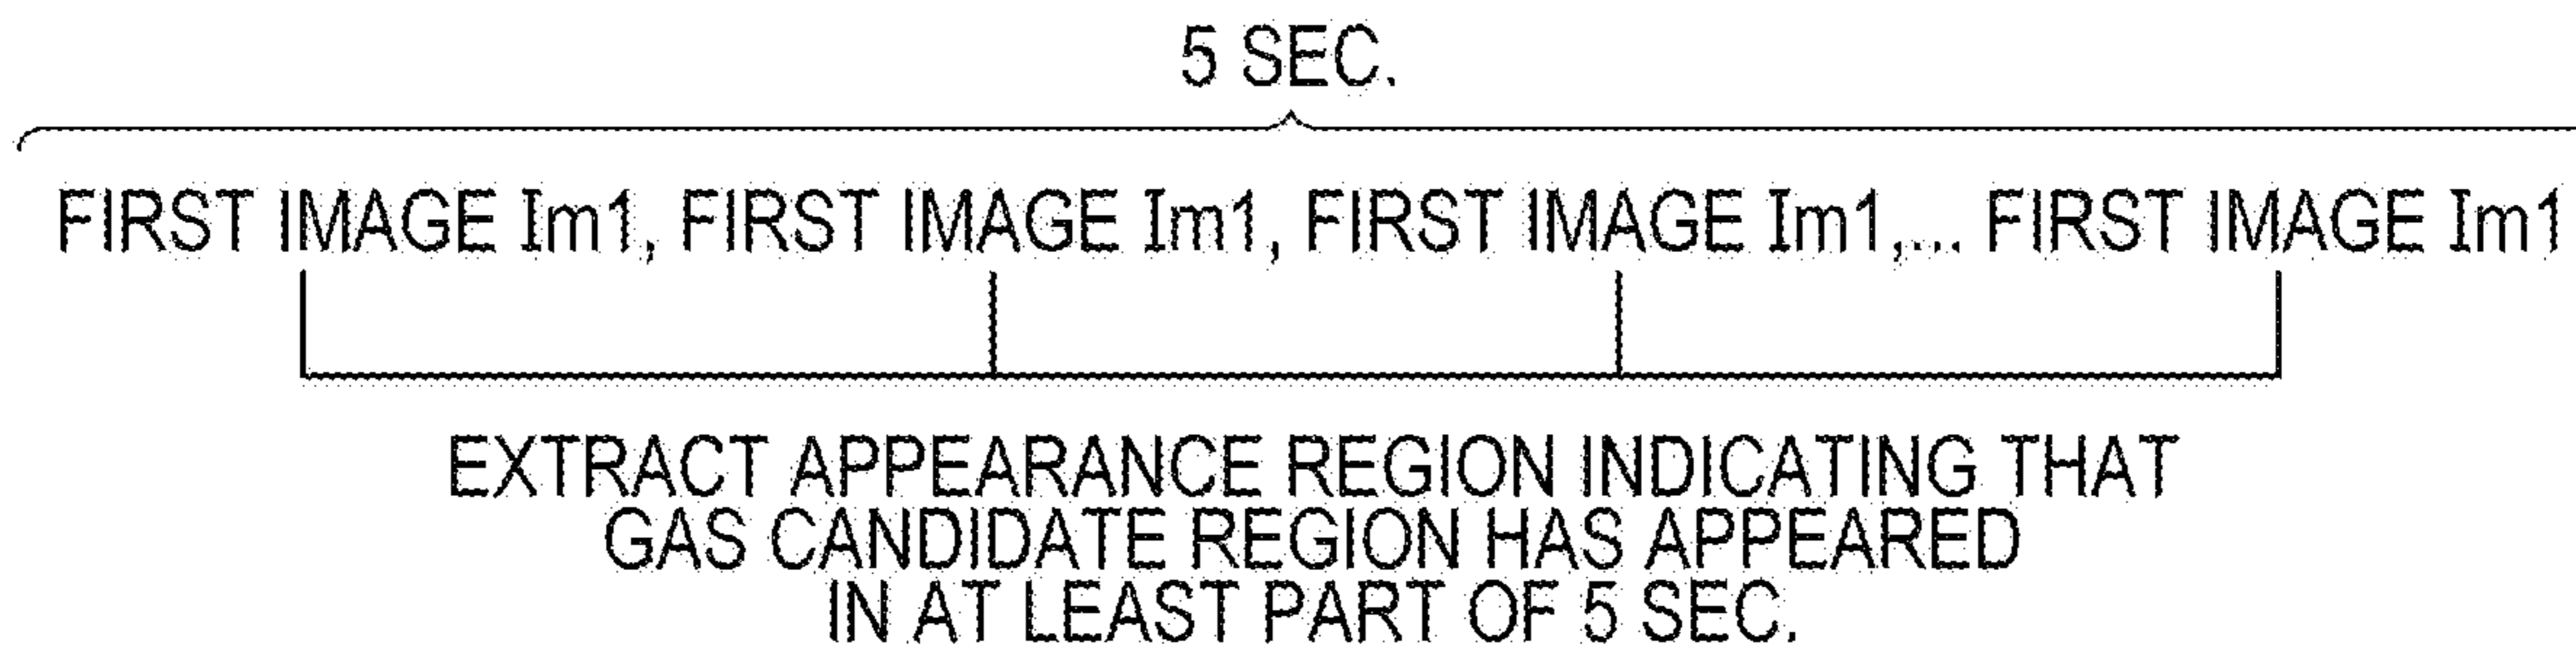 5 SEC.
FIRST IMAGE Im1, FIRST IMAGE Im1, FIRST IMAGE Im1,... FIRST IMAGE Im1
EXTRACT APPEARANCE REGION INDICATING THAT
GAS CANDIDATE REGION HAS APPEARED
IN AT LEAST PART OF 5 SEC.